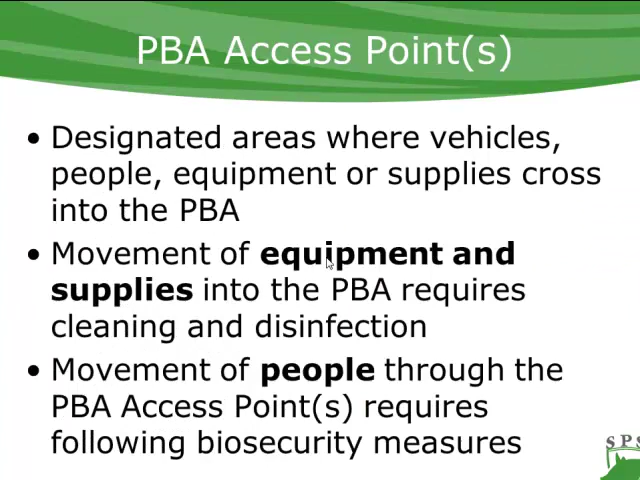 PBA Access Point(s)
• Designated areas where vehicles,
people, equipment or supplies cross
into the PBA
• Movement of equipment and
supplies into the PBA requires
cleaning and disinfection
• Movement of people through the
PBA Access Point(s) requires
following biosecurity measures